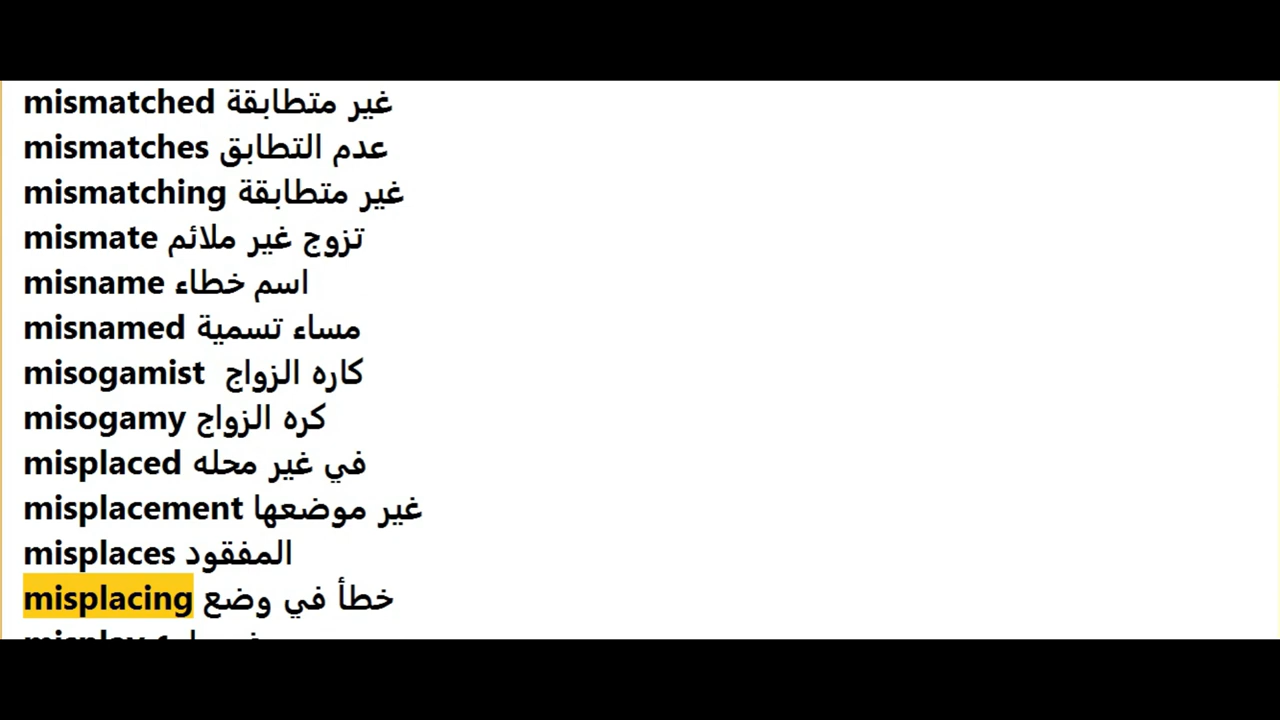 mismatched غير متطابقة
mismatches عدم التطابق
mismatching غير متطابقة
mismate تزوج غير ملائم
misname اسم خطاء
misnamed مساء تسمية
misogamist كاره الزواج
misogamy كره الزواج
misplaced في غير محله
misplacement غير موضعها
misplaces المفقود
misplacing خطأ في وضع
misplay